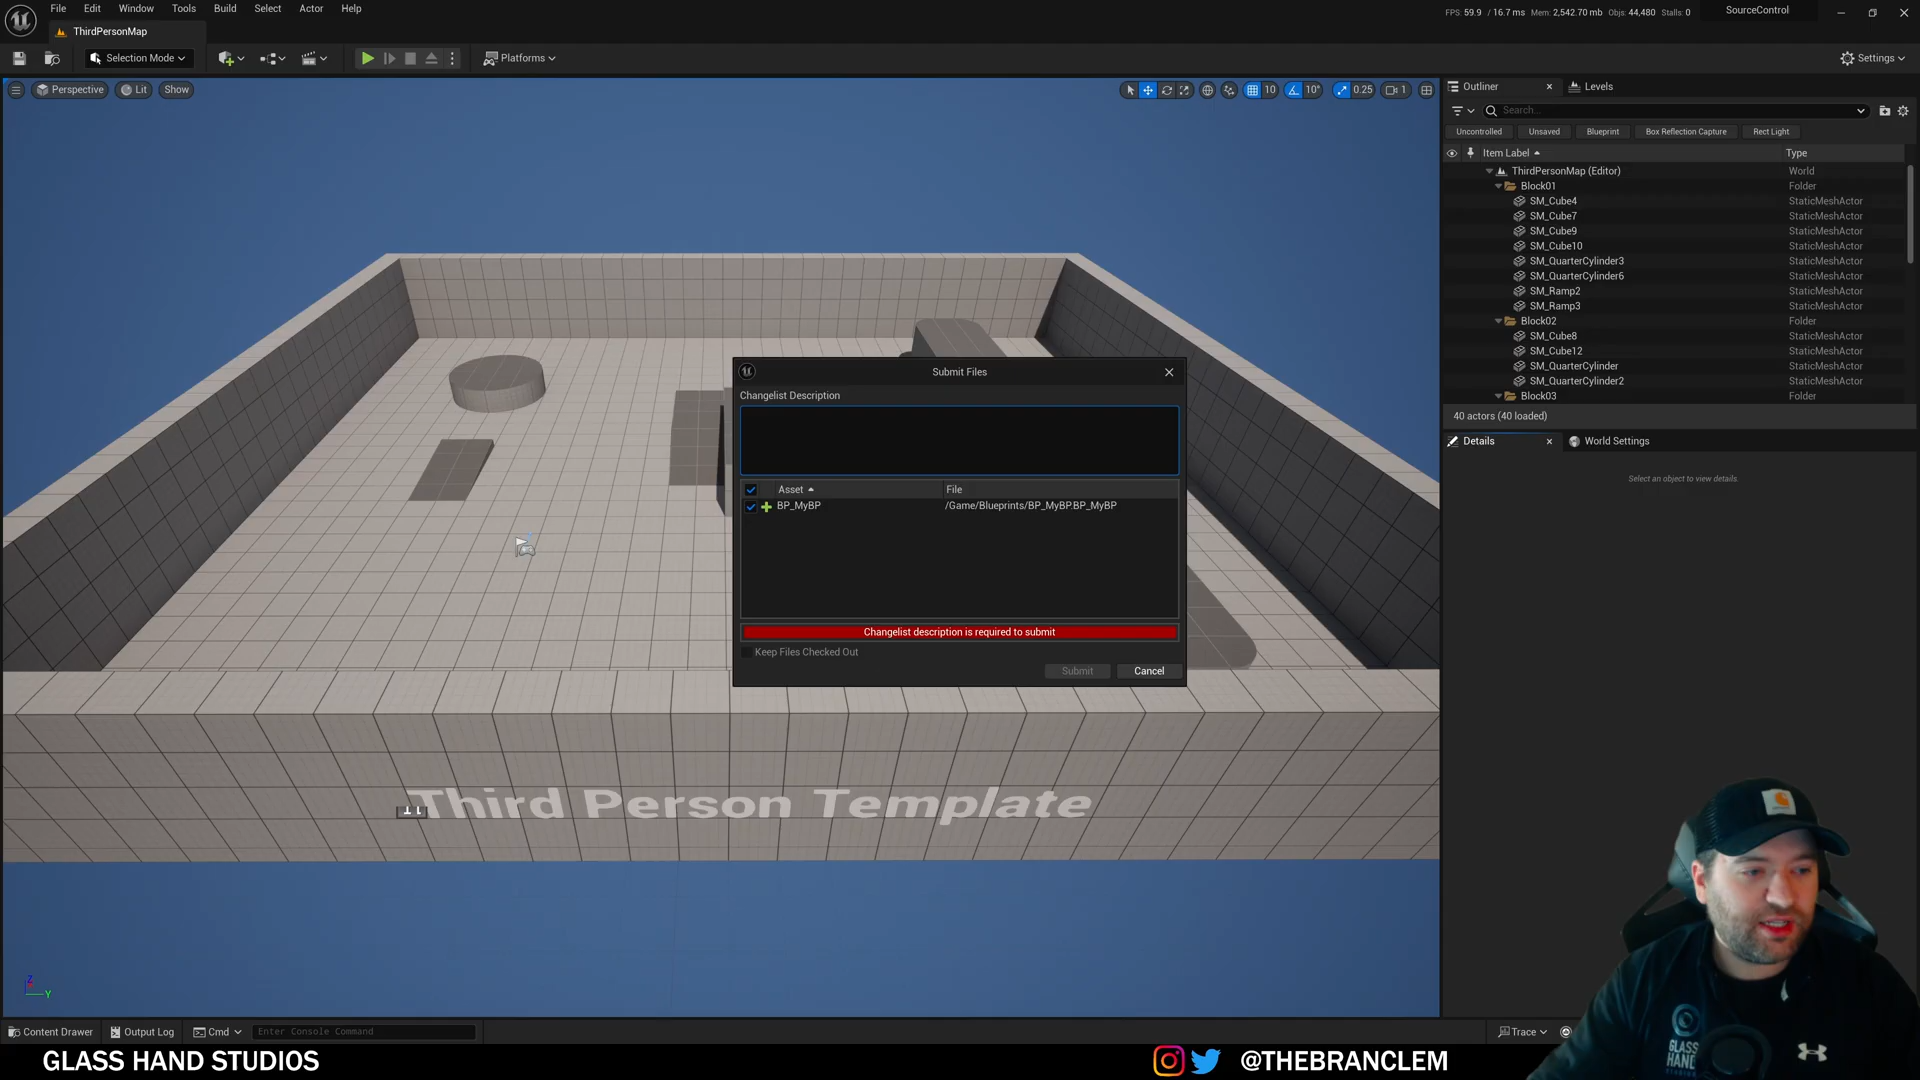 File Edit Window Tools Build Select Actor Help
FPS: 59.9 / 16.7 ms Mem: 2,542.70 mb Objs: 44,480 Stalls: 0
SourceControl
ThirdPersonMap
Selection Mode
Platforms
Settings
Perspective Lit Show
10 10° 0.25 1
Outliner Levels
Search...
Uncontrolled Unsaved Blueprint Box Reflection Capture Rect Light
Item Label Type
ThirdPersonMap (Editor) World
Block01 Folder
SM_Cube4 StaticMeshActor
SM_Cube7 StaticMeshActor
SM_Cube9 StaticMeshActor
SM_Cube10 StaticMeshActor
SM_QuarterCylinder3 StaticMeshActor
SM_QuarterCylinder6 StaticMeshActor
SM_Ramp2 StaticMeshActor
SM_Ramp3 StaticMeshActor
Block02 Folder
SM_Cube8 StaticMeshActor
SM_Cube12 StaticMeshActor
SM_QuarterCylinder StaticMeshActor
SM_QuarterCylinder2 StaticMeshActor
Block03 Folder
40 actors (40 loaded)
Details World Settings
Select an object to view details
Submit Files
Changelist Description
Asset File
BP_MyBP /Game/Blueprints/BP_MyBP.BP_MyBP
Changelist description is required to submit
Keep Files Checked Out
Submit Cancel
Third Person Template
Z
Y
Content Drawer Output Log Cmd Enter Console Command
Trace
GLASS HAND
GLASS HAND STUDIOS
@THEBRANCLEM